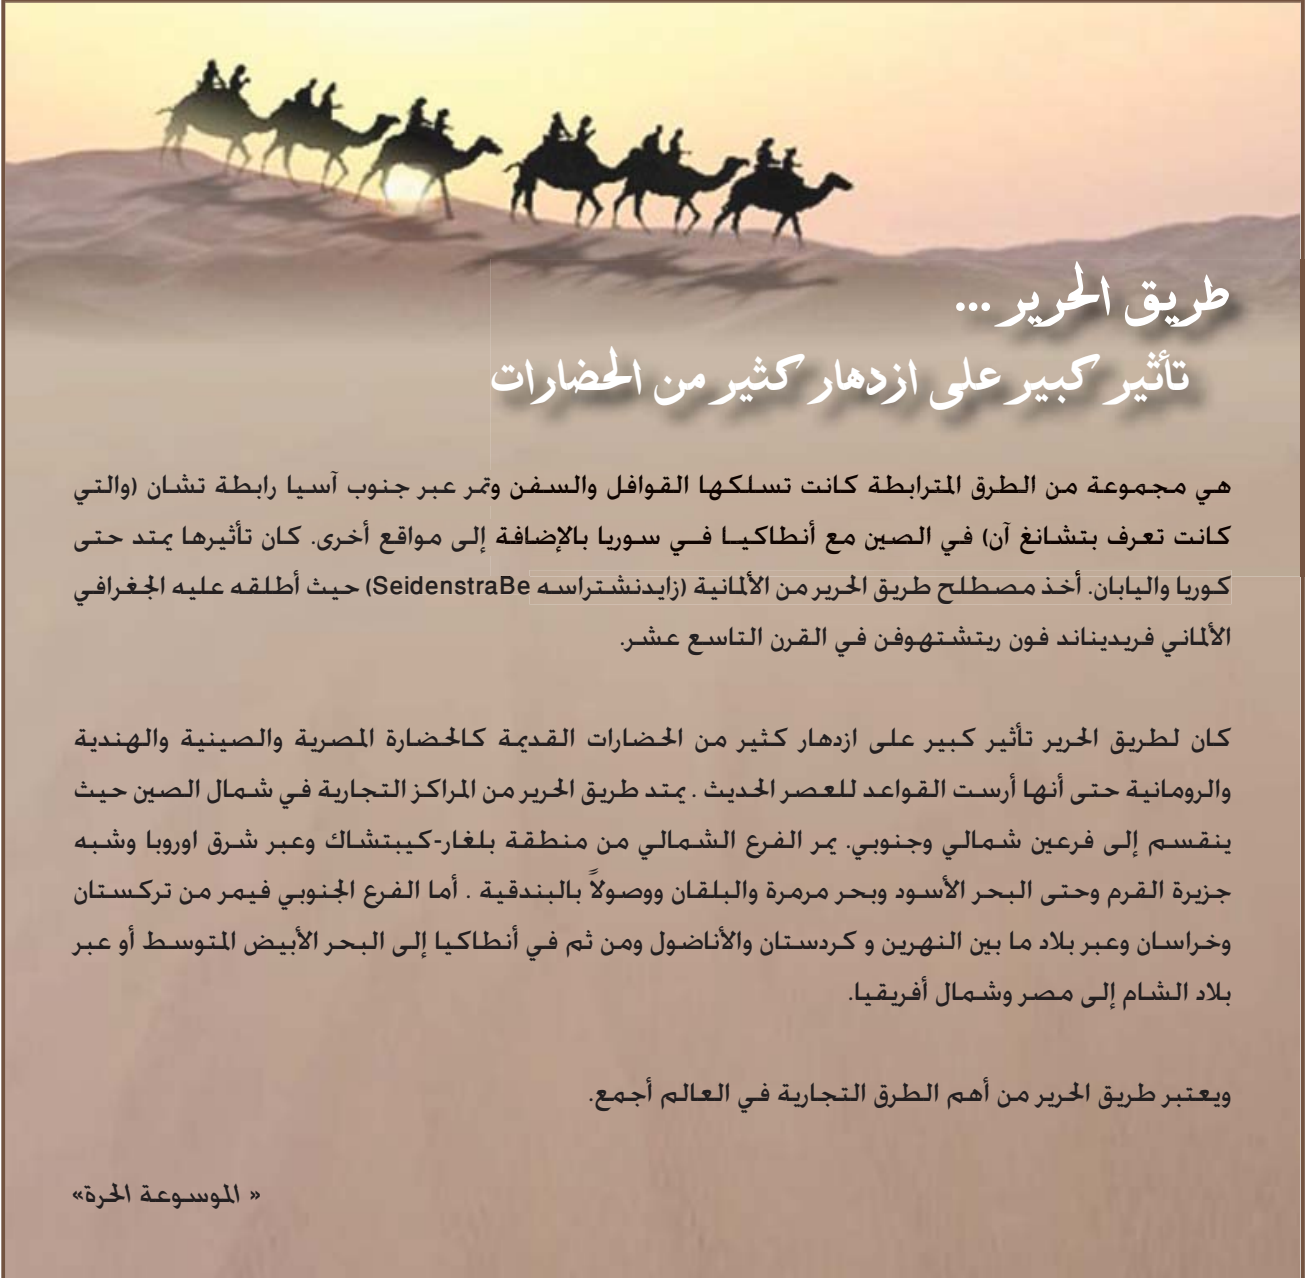 طريق الحرير ...
تأثير كبير على ازدهار كثير من الحضارات
هي مجموعة من الطرق المترابطة كانت تسلكها القوافل والسفن وتمر عبر جنوب آسيا رابطة تشان (والتي
كانت تعرف بتشانغ آن) في الصين مع أنطاكيا في سوريا بالإضافة إلى مواقع أخرى. كان تأثيرها يمتد حتى
كوريا واليابان. أخذ مصطلح طريق الحرير من الألمانية (زايدنشتراسه SeidenstraBe) حيث أطلقه عليه الجغرافي
الألماني فريديناند فون ريتشتهوفن في القرن التاسع عشر.
كان لطريق الحرير تأثير كبير على ازدهار كثير من الحضارات القديمة كالحضارة المصرية والصينية والهندية
والرومانية حتى أنها أرست القواعد للعصر الحديث . يمتد طريق الحرير من المراكز التجارية في شمال الصين حيث
ينقسم إلى فرعين شمالي وجنوبي. يمر الفرع الشمالي من منطقة بلغار-كيبتشاك وعبر شرق اوروبا وشبه
جزيرة القرم وحتى البحر الأسود وبحر مرمرة والبلقان ووصولاً بالبندقية . أما الفرع الجنوبي فيمر من تركستان
وخراسان وعبر بلاد ما بين النهرين و كردستان والأناضول ومن ثم في أنطاكيا إلى البحر الأبيض المتوسط أو عبر
بلاد الشام إلى مصر وشمال أفريقيا.
ويعتبر طريق الحرير من أهم الطرق التجارية في العالم أجمع.
« الموسوعة الحرة»